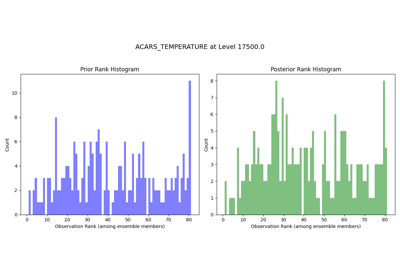 ACARS_TEMPERATURE at Level 17500.0
Prior Rank Histogram
Posterior Rank Histogram
Count
10
8
6
4
2
0
0 10 20 30 40 50 60 70 80
Observation Rank (among ensemble members)
Count
8
7
6
5
4
3
2
1
0
0 10 20 30 40 50 60 70 80
Observation Rank (among ensemble members)